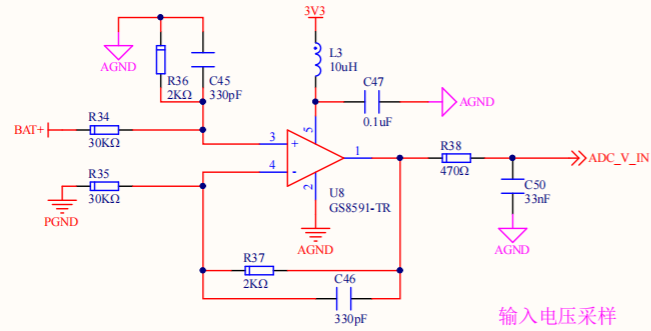 3V3
L3
10uH
AGND
R36
2KΩ
C45
330pF
C47
0.1uF
AGND
R34
BAT+
30KΩ
3
5
1
4
2
+
-
R38
470Ω
ADC_V_IN
R35
30KΩ
PGND
U8
GS8591-TR
C50
33nF
AGND
AGND
R37
2KΩ
C46
330pF
输入电压采样